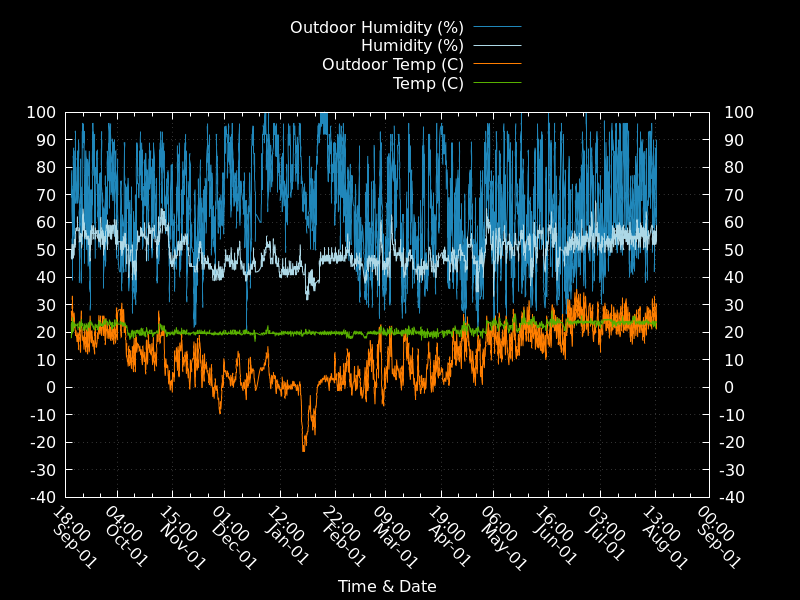 Outdoor Humidity (%)
Humidity (%)
Outdoor Temp (C)
Temp (C)
100 100
90 90
80 80
70 70
60 60
50 50
40 40
30 30
20 20
10 10
0 0
-10 -10
-20 -20
-30 -30
-40 -40
18:00 04:00 15:00 01:00 12:00 22:00 09:00 19:00 06:00 16:00 03:00 13:00 00:00
Sep-01 Oct-01 Nov-01 Dec-01 Jan-01 Feb-01 Mar-01 Apr-01 May-01 Jun-01 Jul-01 Aug-01 Sep-01
Time & Date